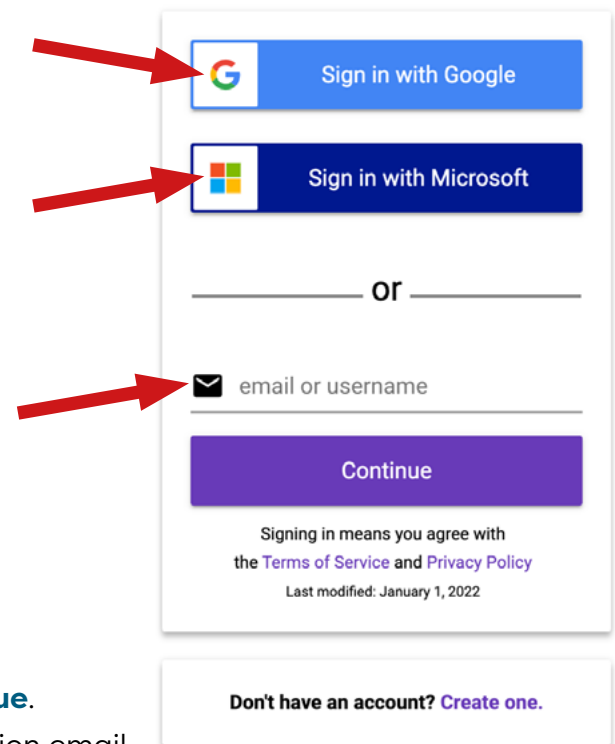 Sign in with Google
Sign in with Microsoft
or
email or username
Continue
Signing in means you agree with
the Terms of Service and Privacy Policy
Last modified: January 1, 2022
Don't have an account? Create one.
email